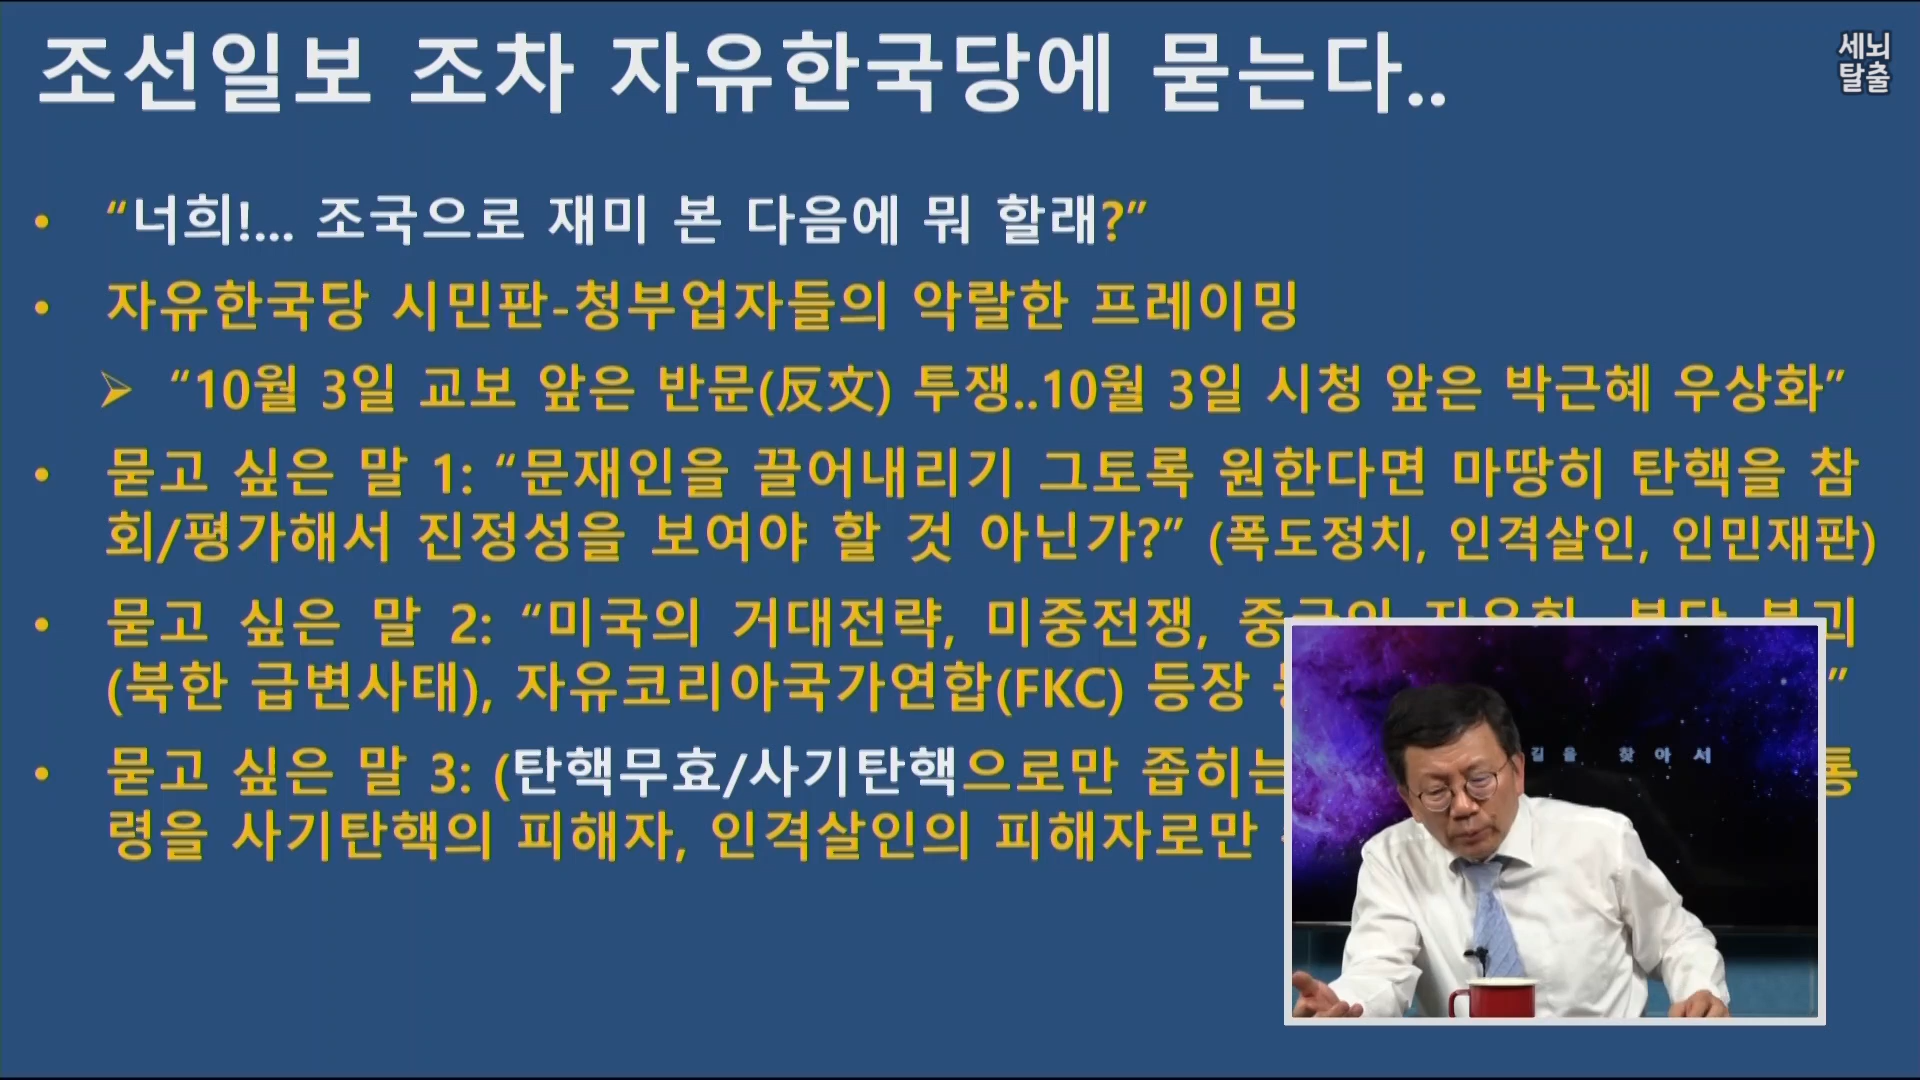 조선일보 조차 자유한국당에 묻는다..
세뇌
탈출
• “너희!... 조국으로 재미 본 다음에 뭐 할래?”
• 자유한국당 시민판-청부업자들의 악랄한 프레이밍
➢ “10월 3일 교보 앞은 반문(反文) 투쟁..10월 3일 시청 앞은 박근혜 우상화”
• 묻고 싶은 말 1: “문재인을 끌어내리기 그토록 원한다면 마땅히 탄핵을 참
회/평가해서 진정성을 보여야 할 것 아닌가?” (폭도정치, 인격살인, 인민재판)
• 묻고 싶은 말 2: “미국의 거대전략, 미중전쟁,
(북한 급변사태), 자유코리아국가연합(FKC) 등장 ”
• 묻고 싶은 말 3: (탄핵무효/사기탄핵으로만 좁히는 통
령을 사기탄핵의 피해자, 인격살인의 피해자로만
길을 찾아서